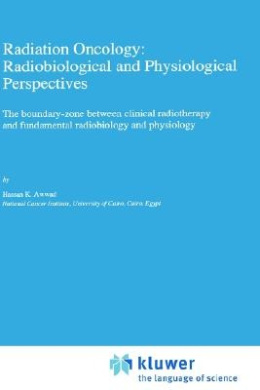 Radiation Oncology:
Radiobiological and Physiological
Perspectives
The boundary-zone between clinical radiotherapy
and fundamental radiobiology and physiology
by
Hassan K. Awwad
National Cancer Institute, University of Cairo, Cairo, Egypt
kluwer
the language of science